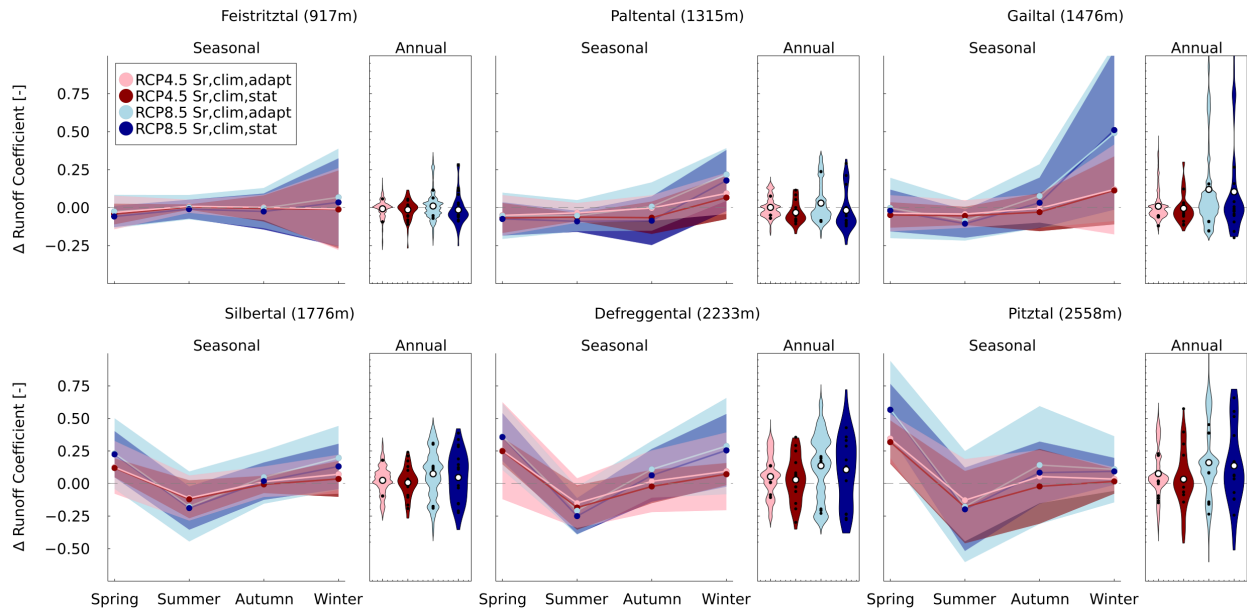 Feistritztal (917m)
Paltental (1315m)
Gailtal (1476m)
Seasonal
Annual
Seasonal
Annual
Seasonal
Annual
RCP4.5 Sr,clim,adapt
RCP4.5 Sr,clim,stat
RCP8.5 Sr,clim,adapt
RCP8.5 Sr,clim,stat
Δ Runoff Coefficient [-]
0.75
0.50
0.25
0.00
−0.25
Silbertal (1776m)
Defreggental (2233m)
Pitztal (2558m)
Seasonal
Annual
Seasonal
Annual
Seasonal
Annual
Δ Runoff Coefficient [-]
0.75
0.50
0.25
0.00
−0.25
−0.50
Spring Summer Autumn Winter
Spring Summer Autumn Winter
Spring Summer Autumn Winter